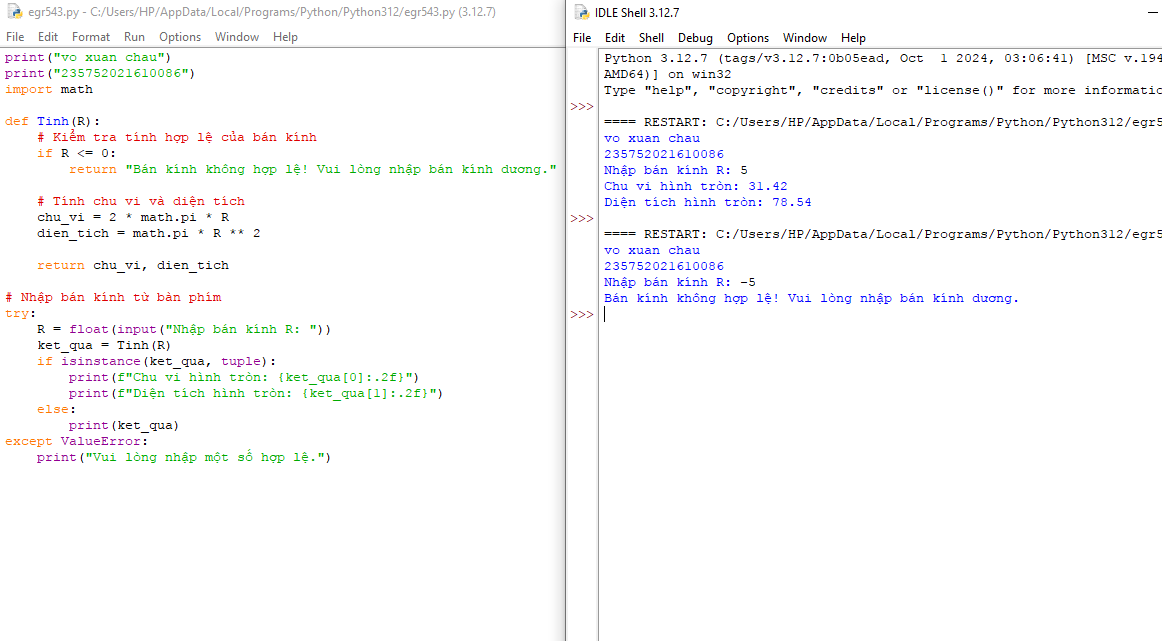 egr543.py - C:/Users/HP/AppData/Local/Programs/Python/Python312/egr543.py (3.12.7)
File Edit Format Run Options Window Help
print("vo xuan chau")
print("235752021610086")
import math
def Tinh(R):
# Kiểm tra tính hợp lệ của bán kính
if R <= 0:
return "Bán kính không hợp lệ! Vui lòng nhập bán kính dương."
# Tính chu vi và diện tích
chu_vi = 2 * math.pi * R
dien_tich = math.pi * R ** 2
return chu_vi, dien_tich
# Nhập bán kính từ bàn phím
try:
R = float(input("Nhập bán kính R: "))
ket_qua = Tinh(R)
if isinstance(ket_qua, tuple):
print(f"Chu vi hình tròn: {ket_qua[0]:.2f}")
print(f"Diện tích hình tròn: {ket_qua[1]:.2f}")
else:
print(ket_qua)
except ValueError:
print("Vui lòng nhập một số hợp lệ.")
IDLE Shell 3.12.7
File Edit Shell Debug Options Window Help
Python 3.12.7 (tags/v3.12.7:0b05ead, Oct 1 2024, 03:06:41) [MSC v.194
AMD64)] on win32
Type "help", "copyright", "credits" or "license()" for more informatio
>>>
==== RESTART: C:/Users/HP/AppData/Local/Programs/Python/Python312/egr5
vo xuan chau
235752021610086
Nhập bán kính R: 5
Chu vi hình tròn: 31.42
Diện tích hình tròn: 78.54
>>>
==== RESTART: C:/Users/HP/AppData/Local/Programs/Python/Python312/egr5
vo xuan chau
235752021610086
Nhập bán kính R: -5
Bán kính không hợp lệ! Vui lòng nhập bán kính dương.
>>>